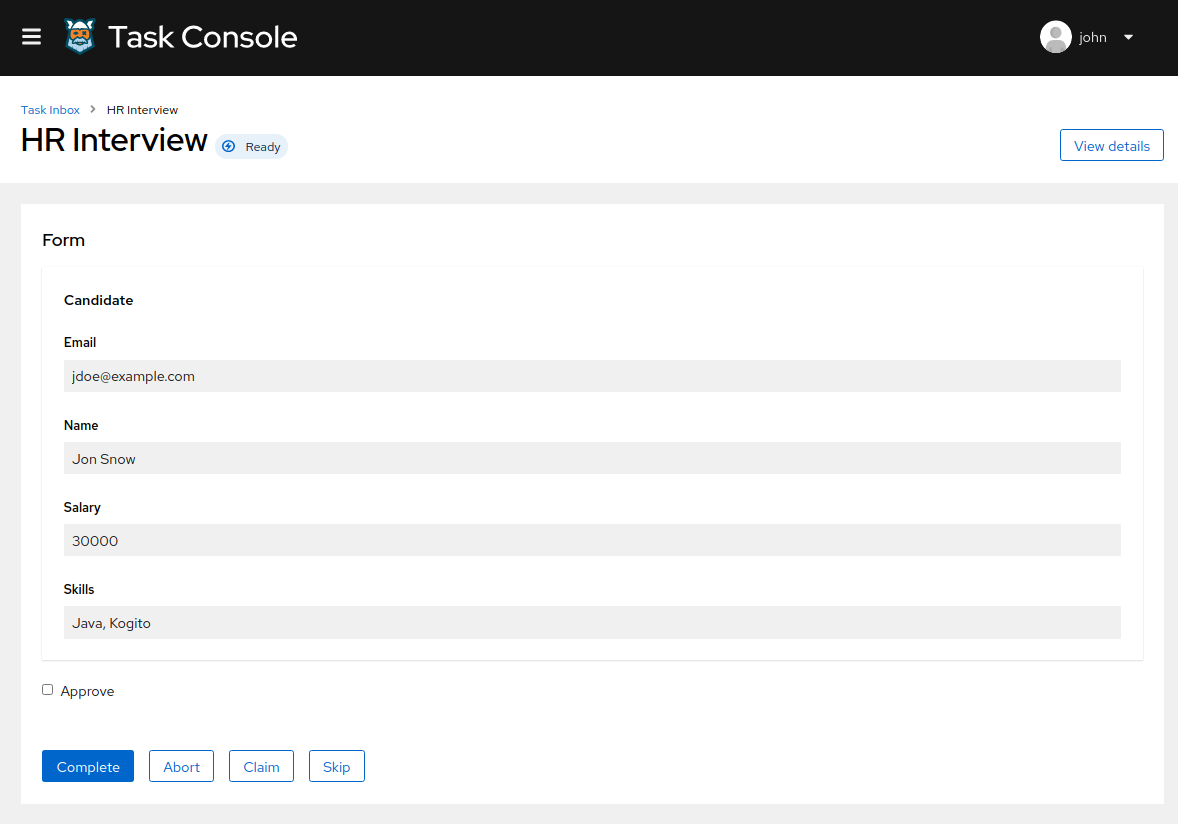 Task Console
john
Task Inbox > HR Interview
HR Interview
Ready
View details
Form
Candidate
Email
jdoe@example.com
Name
Jon Snow
Salary
30000
Skills
Java, Kogito
Approve
Complete Abort Claim Skip